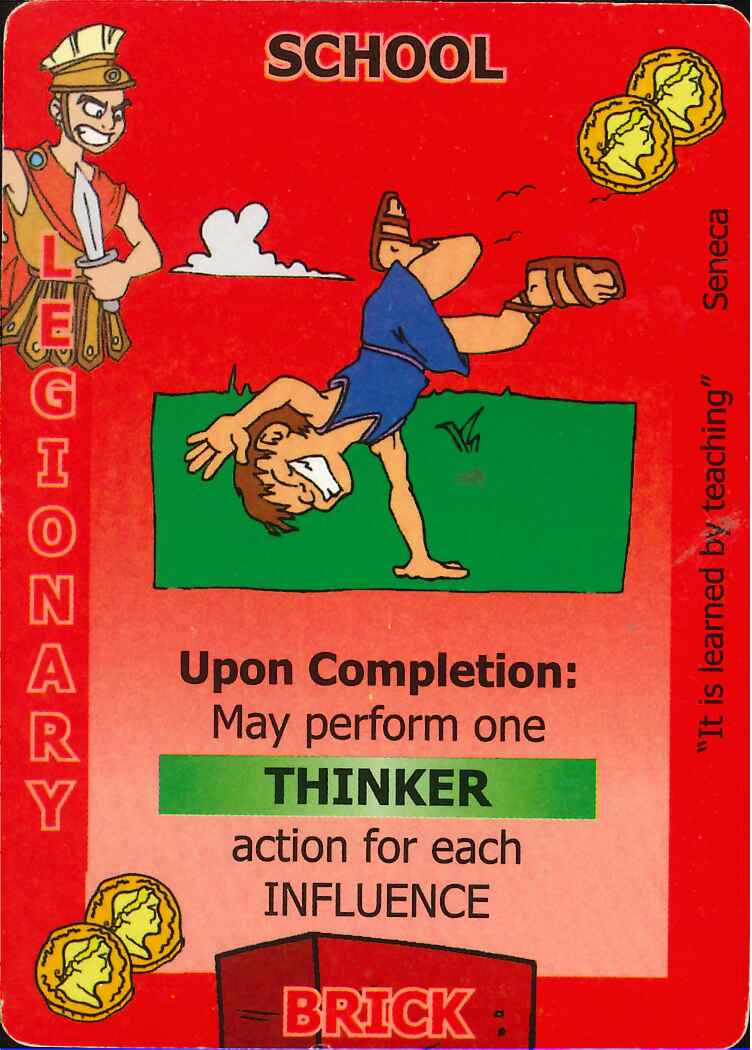 SCHOOL
LEGIONARY
"It is learned by teaching" Seneca
Upon Completion:
May perform one
THINKER
action for each
INFLUENCE
BRICK